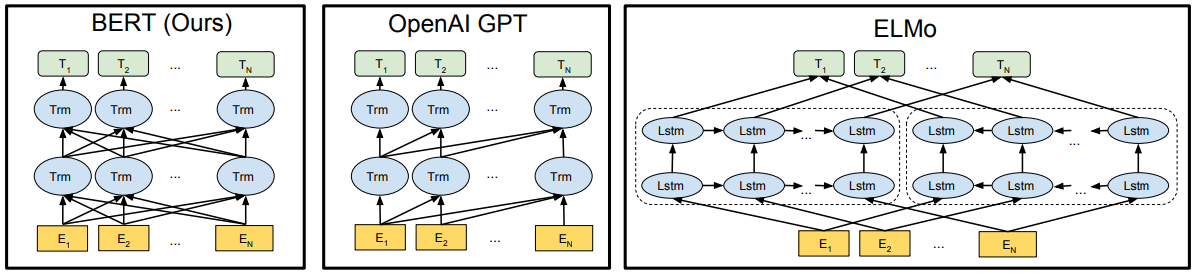 BERT (Ours)
T1 T2 ... TN
Trm Trm ... Trm
Trm Trm ... Trm
E1 E2 ... EN
OpenAI GPT
T1 T2 ... TN
Trm Trm ... Trm
Trm Trm ... Trm
E1 E2 ... EN
ELMo
T1 T2 ... TN
Lstm Lstm ... Lstm Lstm Lstm ... Lstm
Lstm Lstm ... Lstm Lstm Lstm ... Lstm
E1 E2 ... EN